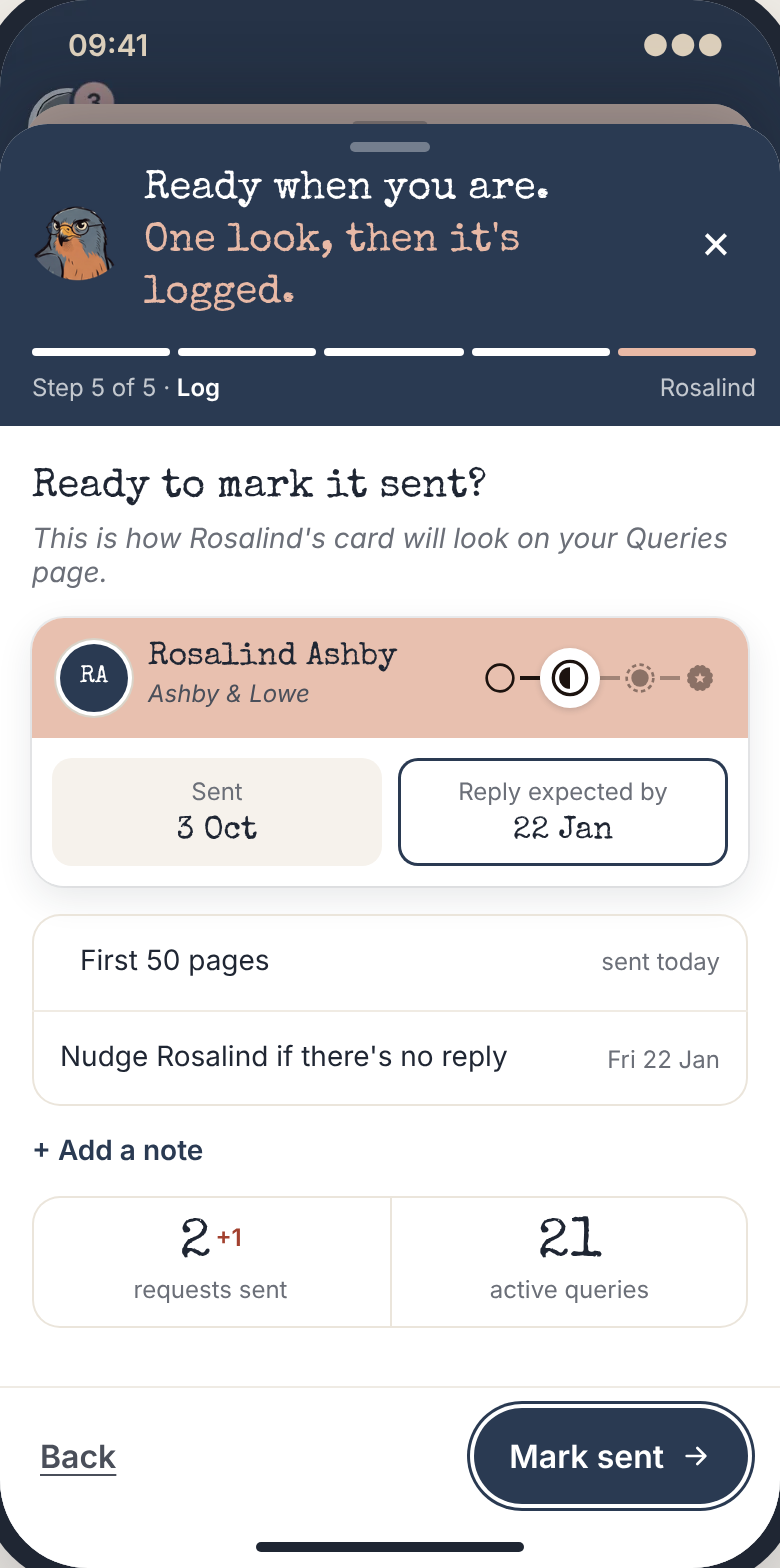 09:41
3
Ready when you are.
One look, then it's
logged.
×
Step 5 of 5 · Log
Rosalind
Ready to mark it sent?
This is how Rosalind's card will look on your Queries
page.
RA
Rosalind Ashby
Ashby & Lowe
Sent
3 Oct
Reply expected by
22 Jan
First 50 pages
sent today
Nudge Rosalind if there's no reply
Fri 22 Jan
+ Add a note
2 +1
requests sent
21
active queries
Back
Mark sent →